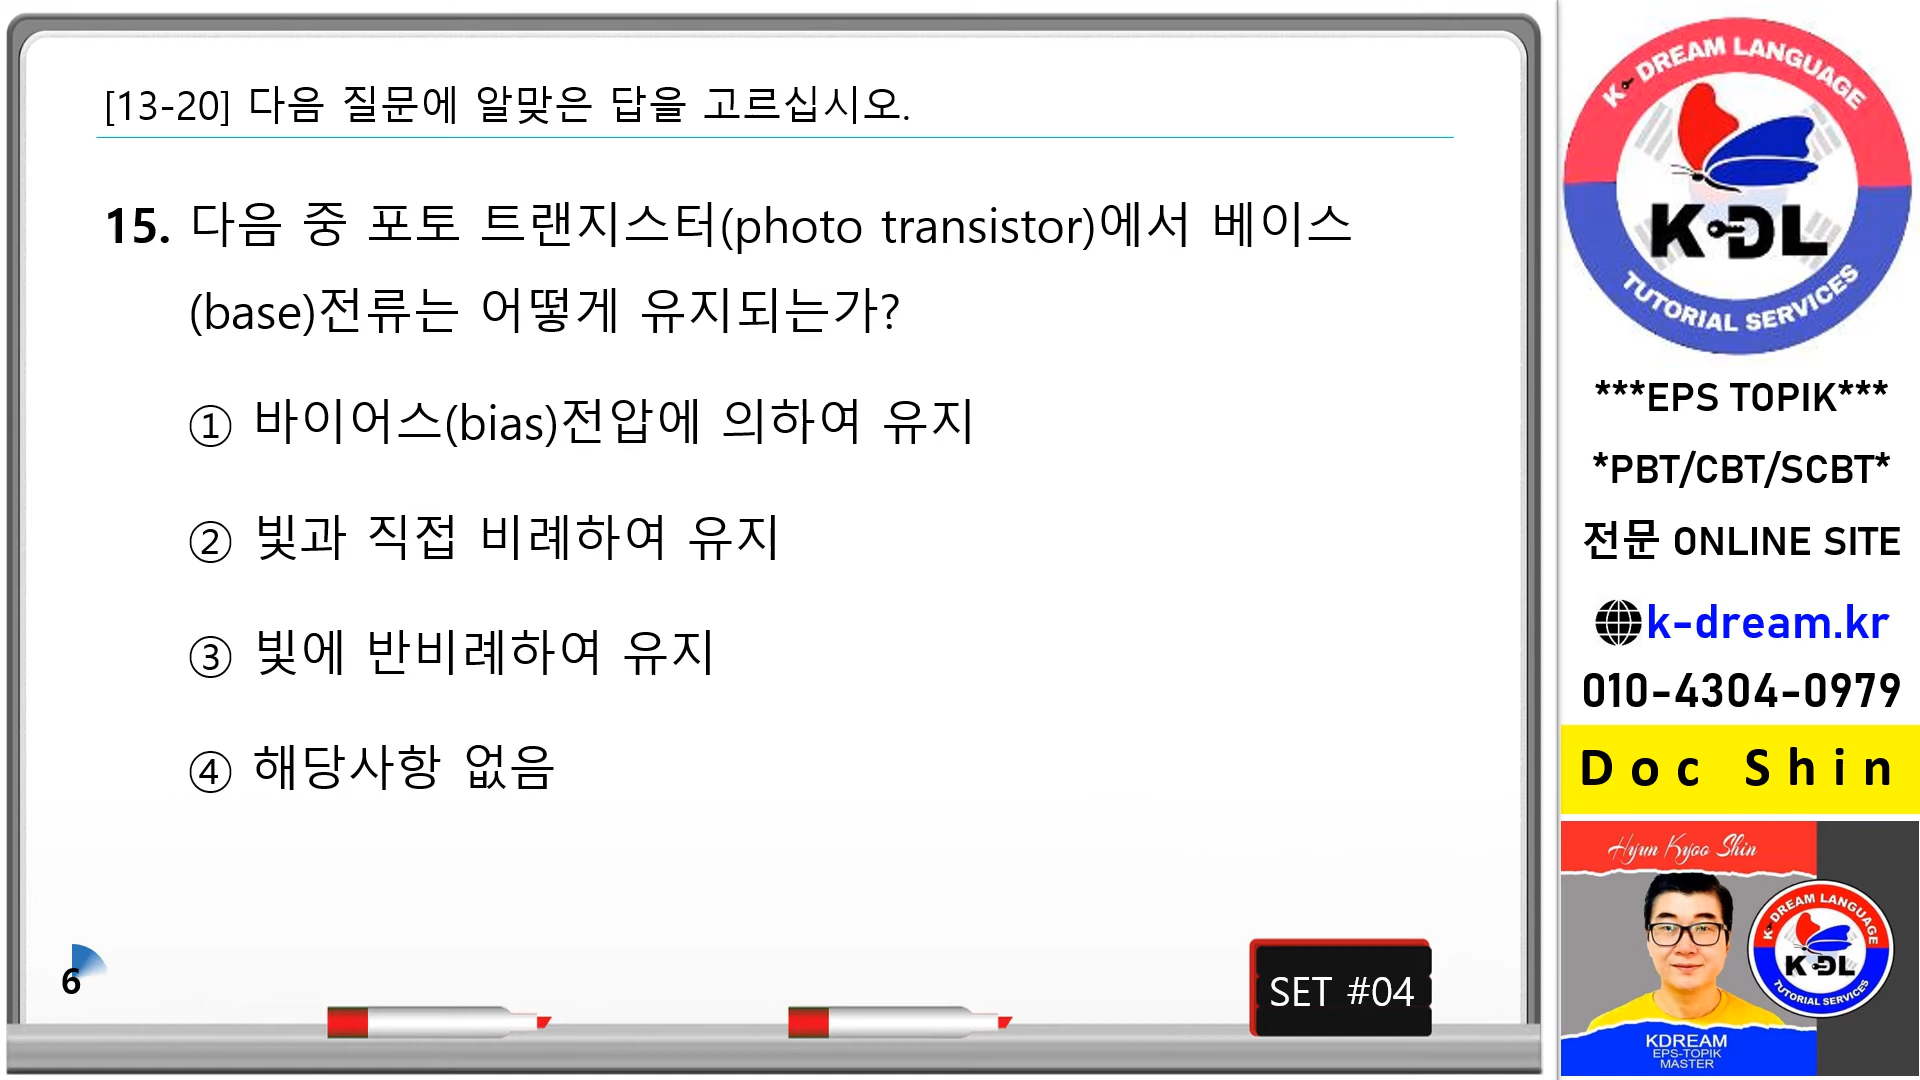 [13-20] 다음 질문에 알맞은 답을 고르십시오.
15. 다음 중 포토 트랜지스터(photo transistor)에서 베이스
(base)전류는 어떻게 유지되는가?
① 바이어스(bias)전압에 의하여 유지
② 빛과 직접 비례하여 유지
③ 빛에 반비례하여 유지
④ 해당사항 없음
6
SET #04
K DREAM LANGUAGE
K DL
TUTORIAL SERVICES
***EPS TOPIK***
*PBT/CBT/SCBT*
전문 ONLINE SITE
k-dream.kr
010-4304-0979
Doc Shin
Hyun Kyoo Shin
K DREAM LANGUAGE
K DL
TUTORIAL SERVICES
KDREAM
EPS-TOPIK
MASTER